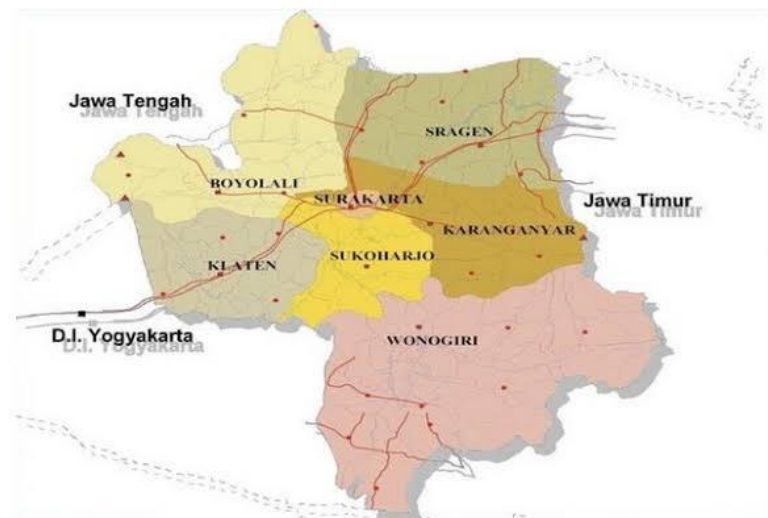 Jawa Tengah
Jawa Tengah
SRAGEN
BOYOLALI
SURAKARTA
Jawa Timur
Jawa Timur
KARANGANYAR
SUKOHARJO
KLATEN
D.I. Yogyakarta
D.I. Yogyakarta
WONOGIRI